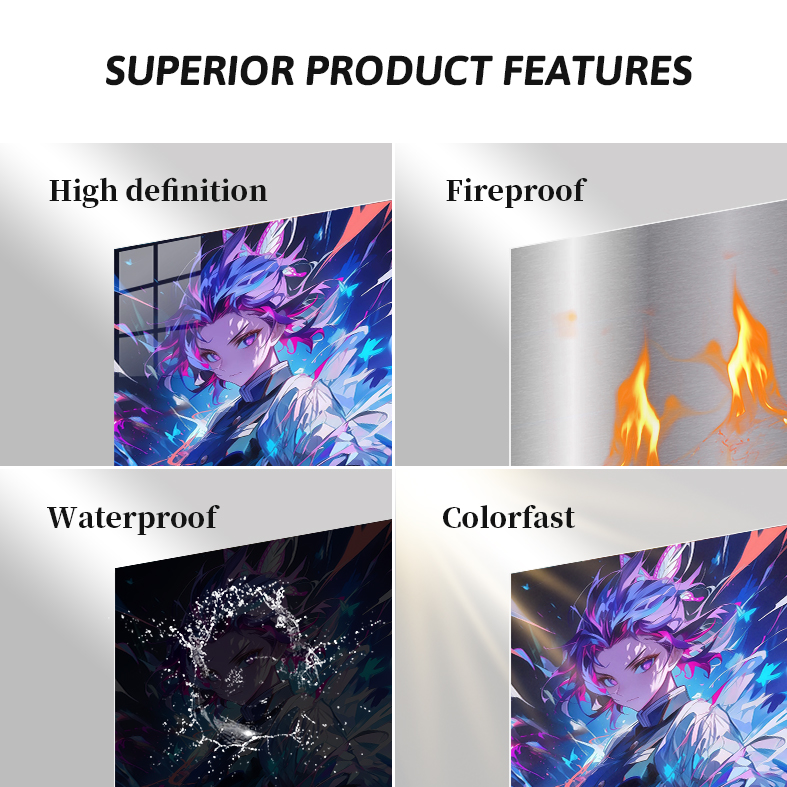 SUPERIOR PRODUCT FEATURES
High definition
Fireproof
Waterproof
Colorfast